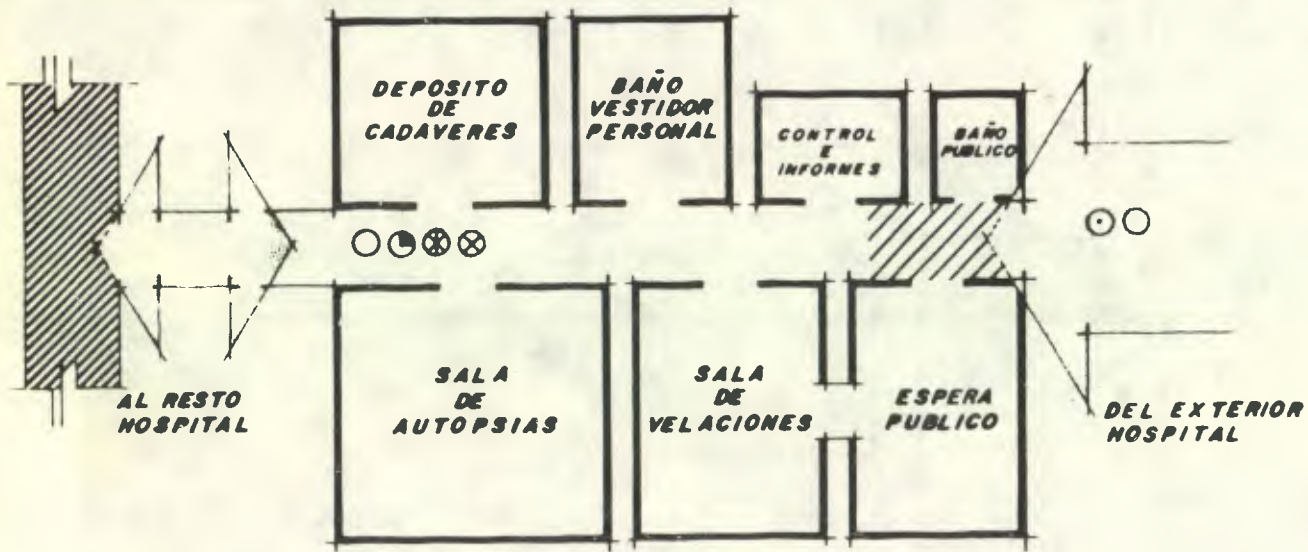 DEPOSITO
DE
CADAVERES
BAÑO
VESTIDOR
PERSONAL
CONTROL
E
INFORMES
BAÑO
PUBLICO
AL RESTO
HOSPITAL
SALA
DE
AUTOPSIAS
SALA
DE
VELACIONES
ESPERA
PUBLICO
DEL EXTERIOR
HOSPITAL